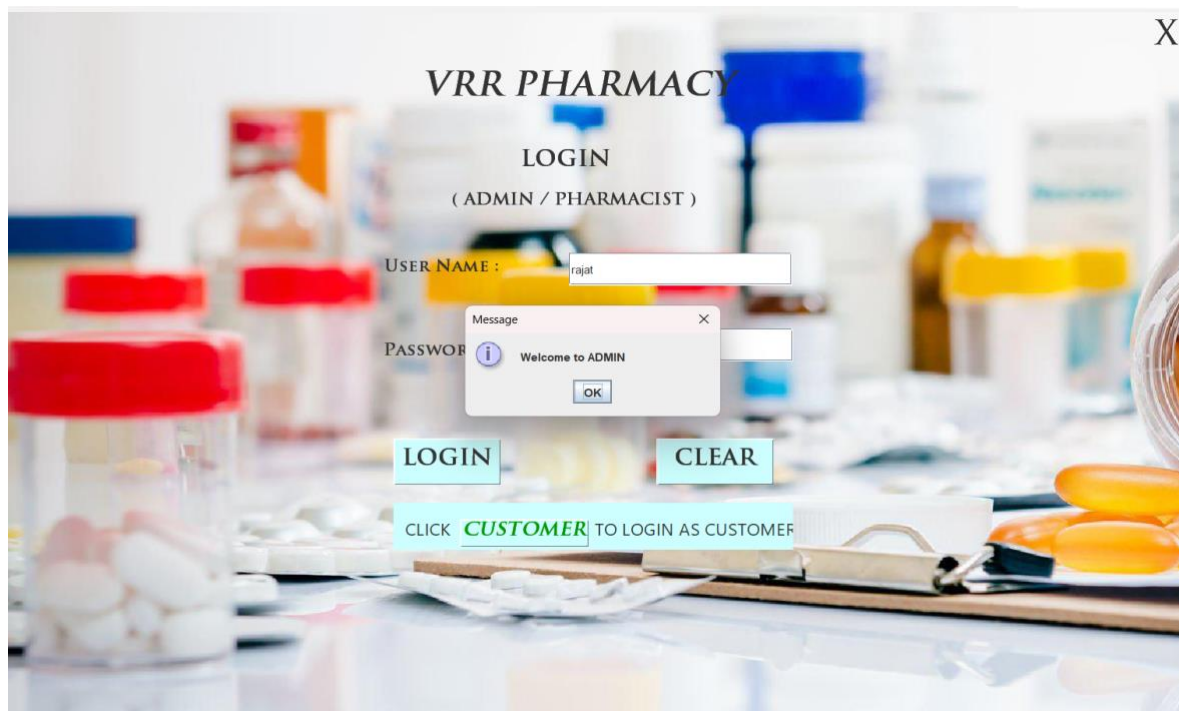 X
VRR PHARMACY
LOGIN
( ADMIN / PHARMACIST )
USER NAME :
rajat
Message
PASSWOR
Welcome to ADMIN
OK
LOGIN
CLEAR
CLICK CUSTOMER TO LOGIN AS CUSTOMER